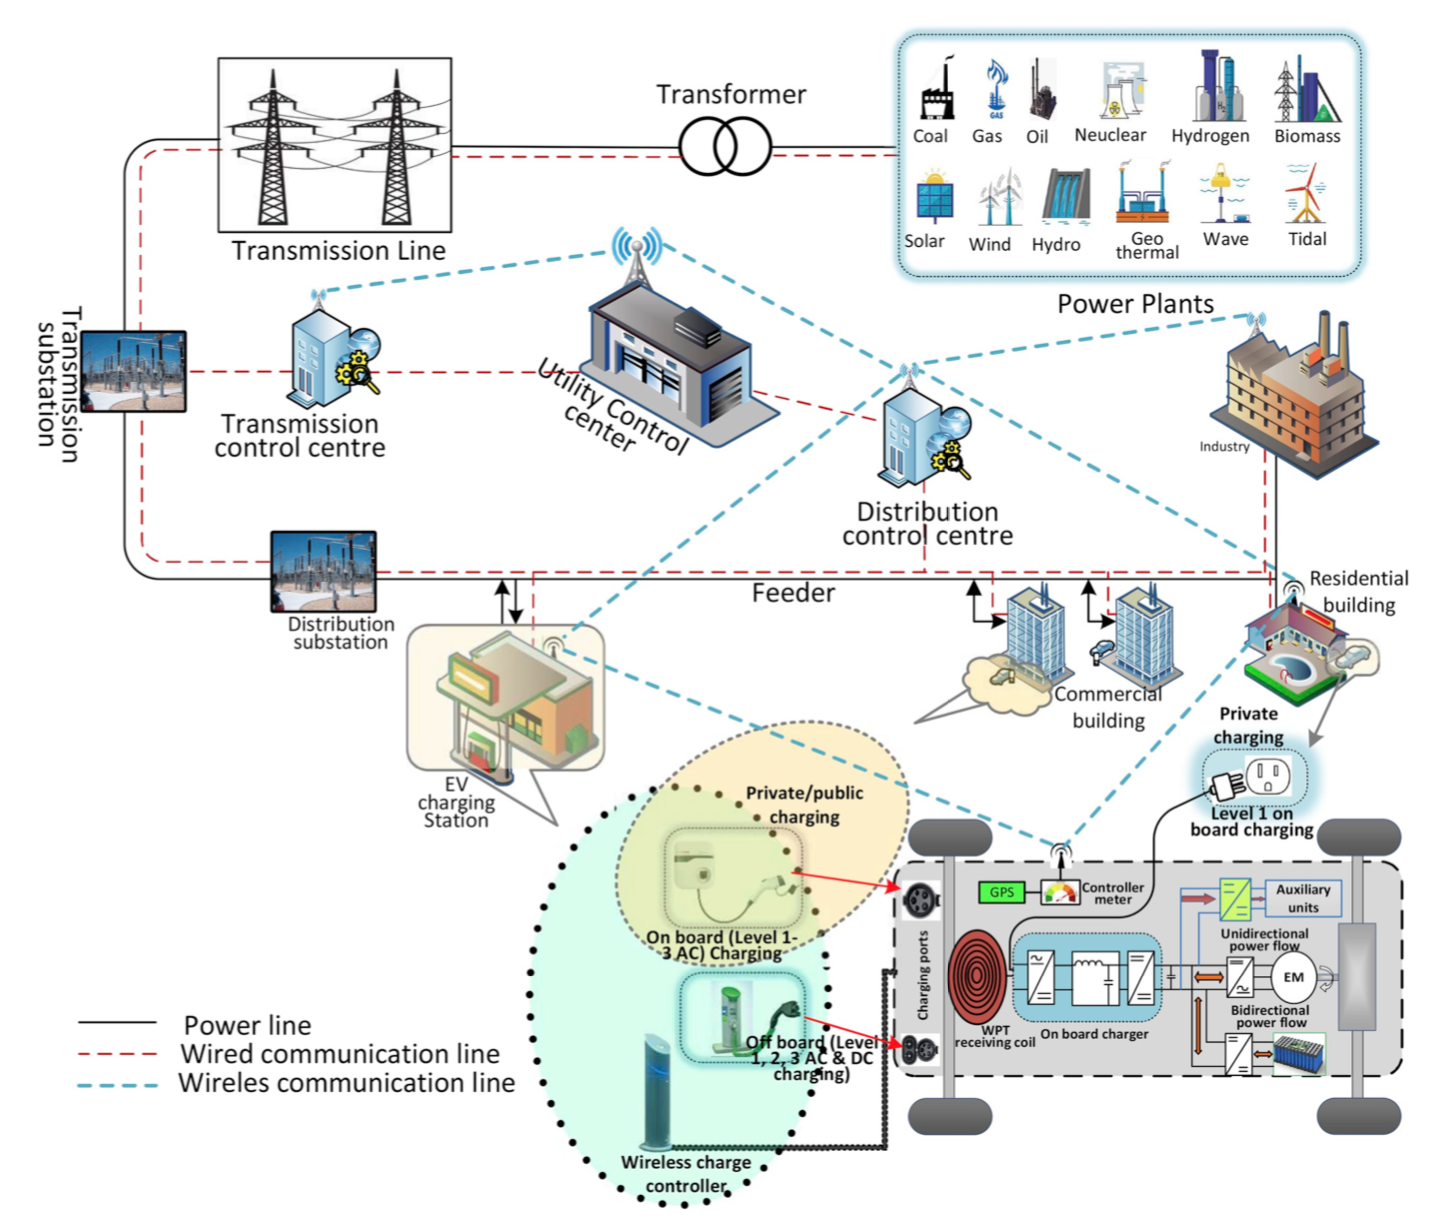 Transformer
Coal
Gas
GAS
Oil
Neuclear
Hydrogen
H2
Biomass
Solar
Wind
Hydro
Geo
thermal
Wave
Tidal
Power Plants
Transmission Line
Transmission
substation
Transmission
control centre
Utility Control
center
Distribution
control centre
Industry
Distribution
substation
Feeder
Residential
building
Commercial
building
EV
charging
Station
Private
charging
Level 1 on
board charging
Private/public
charging
On board (Level 1-
3 AC) Charging
Off board (Level
1, 2, 3 AC & DC
charging)
Wireless charge
controller
Charging ports
GPS
Controller
meter
Auxiliary
units
Unidirectional
power flow
EM
Bidirectional
power flow
WPT
receiving coil
On board charger
Power line
Wired communication line
Wireles communication line